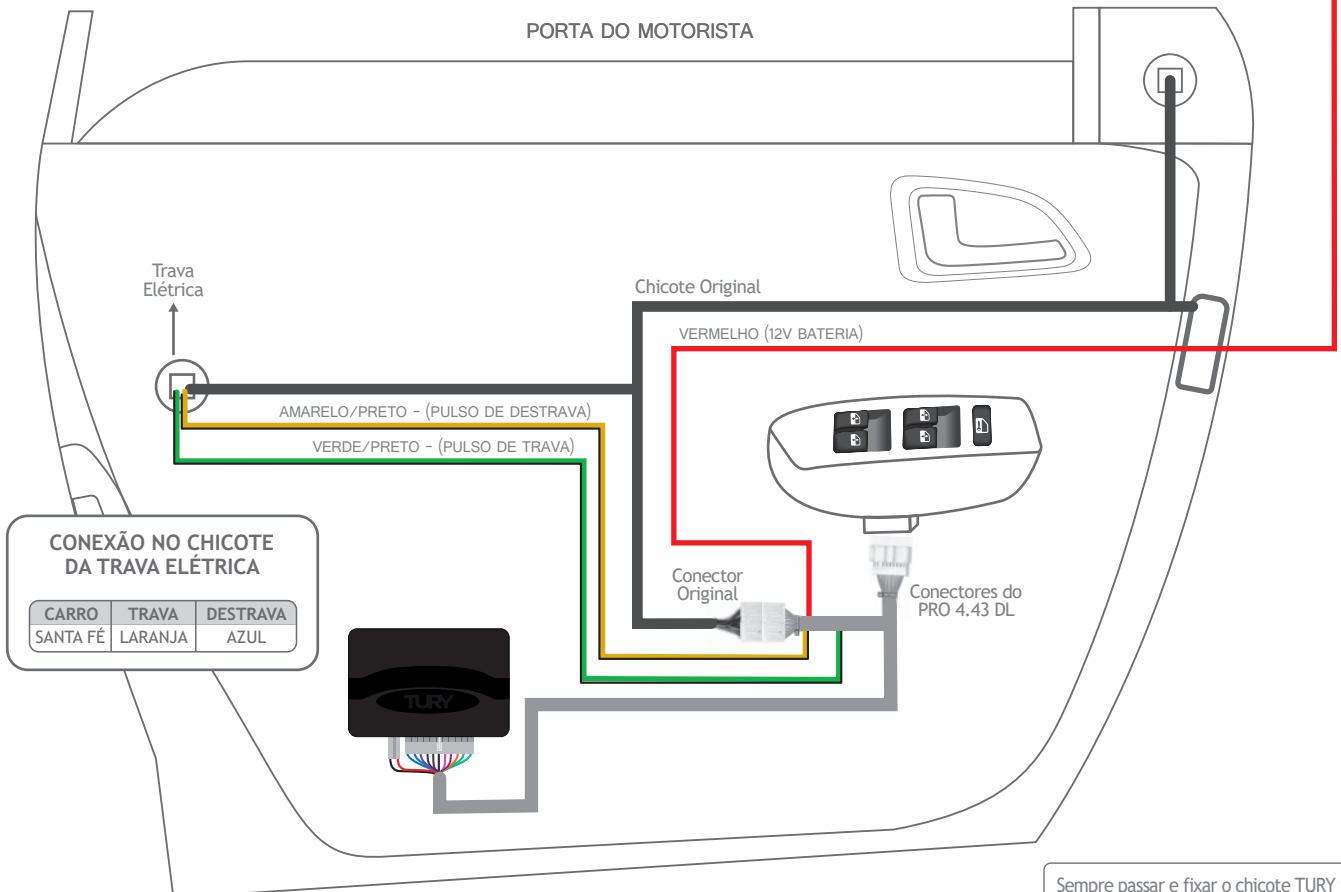 PORTA DO MOTORISTA
Trava
Elétrica
Chicote Original
VERMELHO (12V BATERIA)
AMARELO/PRETO - (PULSO DE DESTRAVA)
VERDE/PRETO - (PULSO DE TRAVA)
CONEXÃO NO CHICOTE
DA TRAVA ELÉTRICA
CARRO TRAVA DESTRAVA
SANTA FÉ LARANJA AZUL
Conector
Original
Conectores do
PRO 4.43 DL
TURY
Sempre passar e fixar o chicote TURY